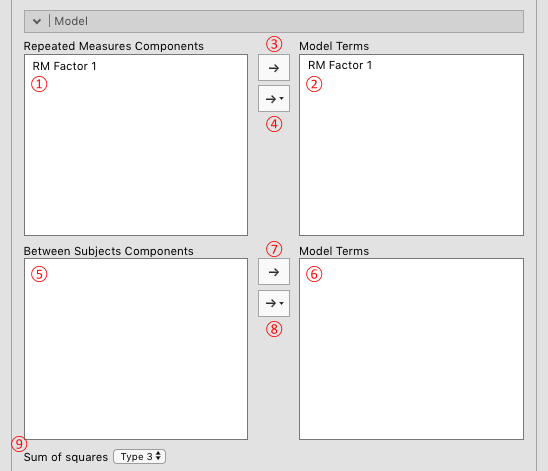 Model
Repeated Measures Components ③ Model Terms
RM Factor 1
① 
④
RM Factor 1
②
Between Subjects Components ⑦ Model Terms
⑤
⑧
⑥
⑨
Sum of squares Type 3